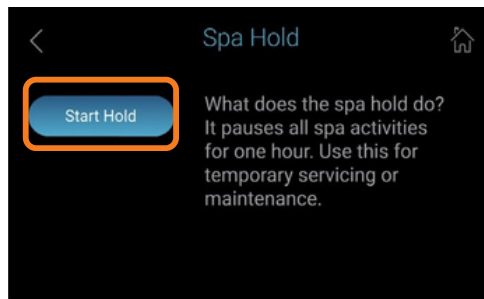 Spa Hold
Start Hold
What does the spa hold do?
It pauses all spa activities
for one hour. Use this for
temporary servicing or
maintenance.